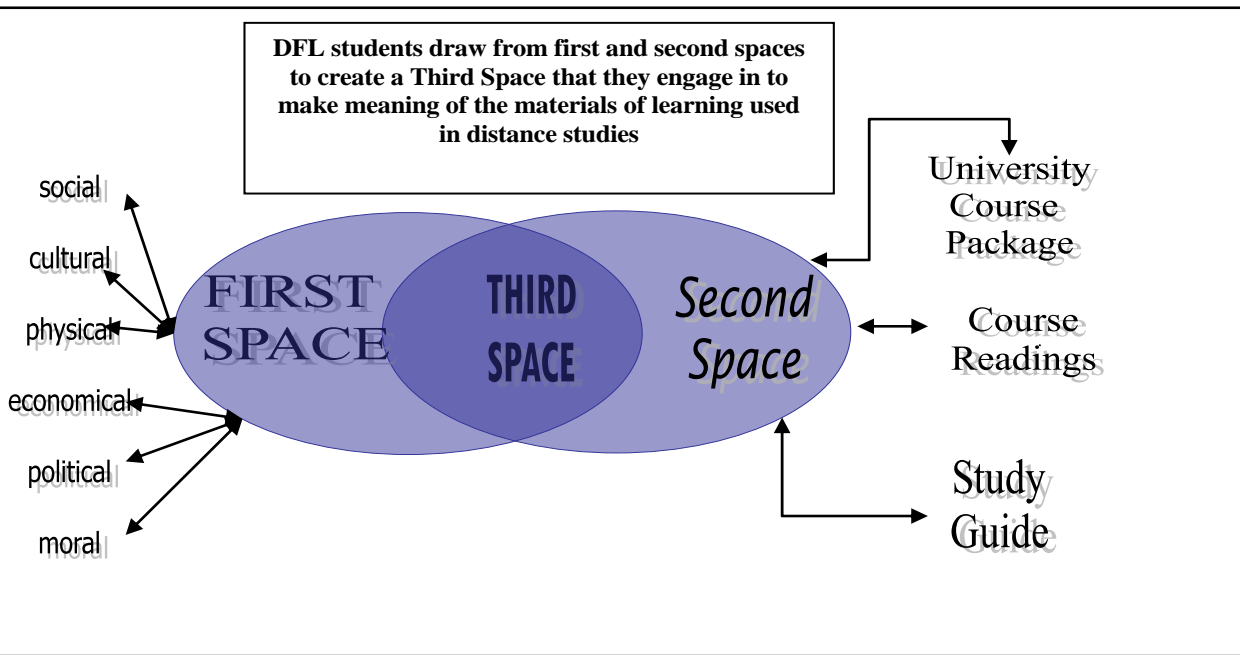 DFL students draw from first and second spaces
to create a Third Space that they engage in to
make meaning of the materials of learning used
in distance studies
social
cultural
physical
economical
political
moral
FIRST
SPACE
THIRD
SPACE
Second
Space
University
Course
Package
Course
Readings
Study
Guide